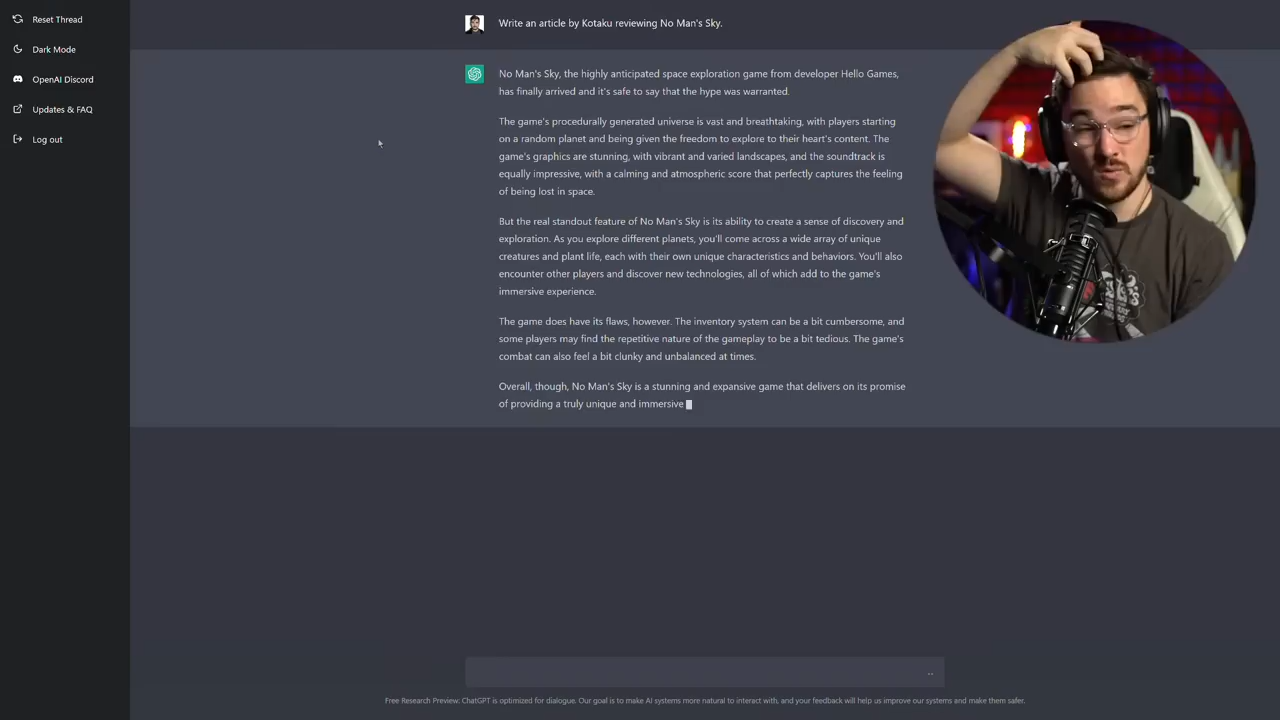 Reset Thread
Dark Mode
OpenAI Discord
Updates & FAQ
Log out
Write an article by Kotaku reviewing No Man's Sky.
No Man's Sky, the highly anticipated space exploration game from developer Hello Games,
has finally arrived and it's safe to say that the hype was warranted.
The game's procedurally generated universe is vast and breathtaking, with players starting
on a random planet and being given the freedom to explore to their heart's content. The
game's graphics are stunning, with vibrant and varied landscapes, and the soundtrack is
equally impressive, with a calming and atmospheric score that perfectly captures the feeling
of being lost in space.
But the real standout feature of No Man's Sky is its ability to create a sense of discovery and
exploration. As you explore different planets, you'll come across a wide array of unique
creatures and plant life, each with their own unique characteristics and behaviors. You'll also
encounter other players and discover new technologies, all of which add to the game's
immersive experience.
The game does have its flaws, however. The inventory system can be a bit cumbersome, and
some players may find the repetitive nature of the gameplay to be a bit tedious. The game's
combat can also feel a bit clunky and unbalanced at times.
Overall, though, No Man's Sky is a stunning and expansive game that delivers on its promise
of providing a truly unique and immersive
Free Research Preview: ChatGPT is optimized for dialogue. Our goal is to make AI systems more natural to interact with, and your feedback will help us improve our systems and make them safer.